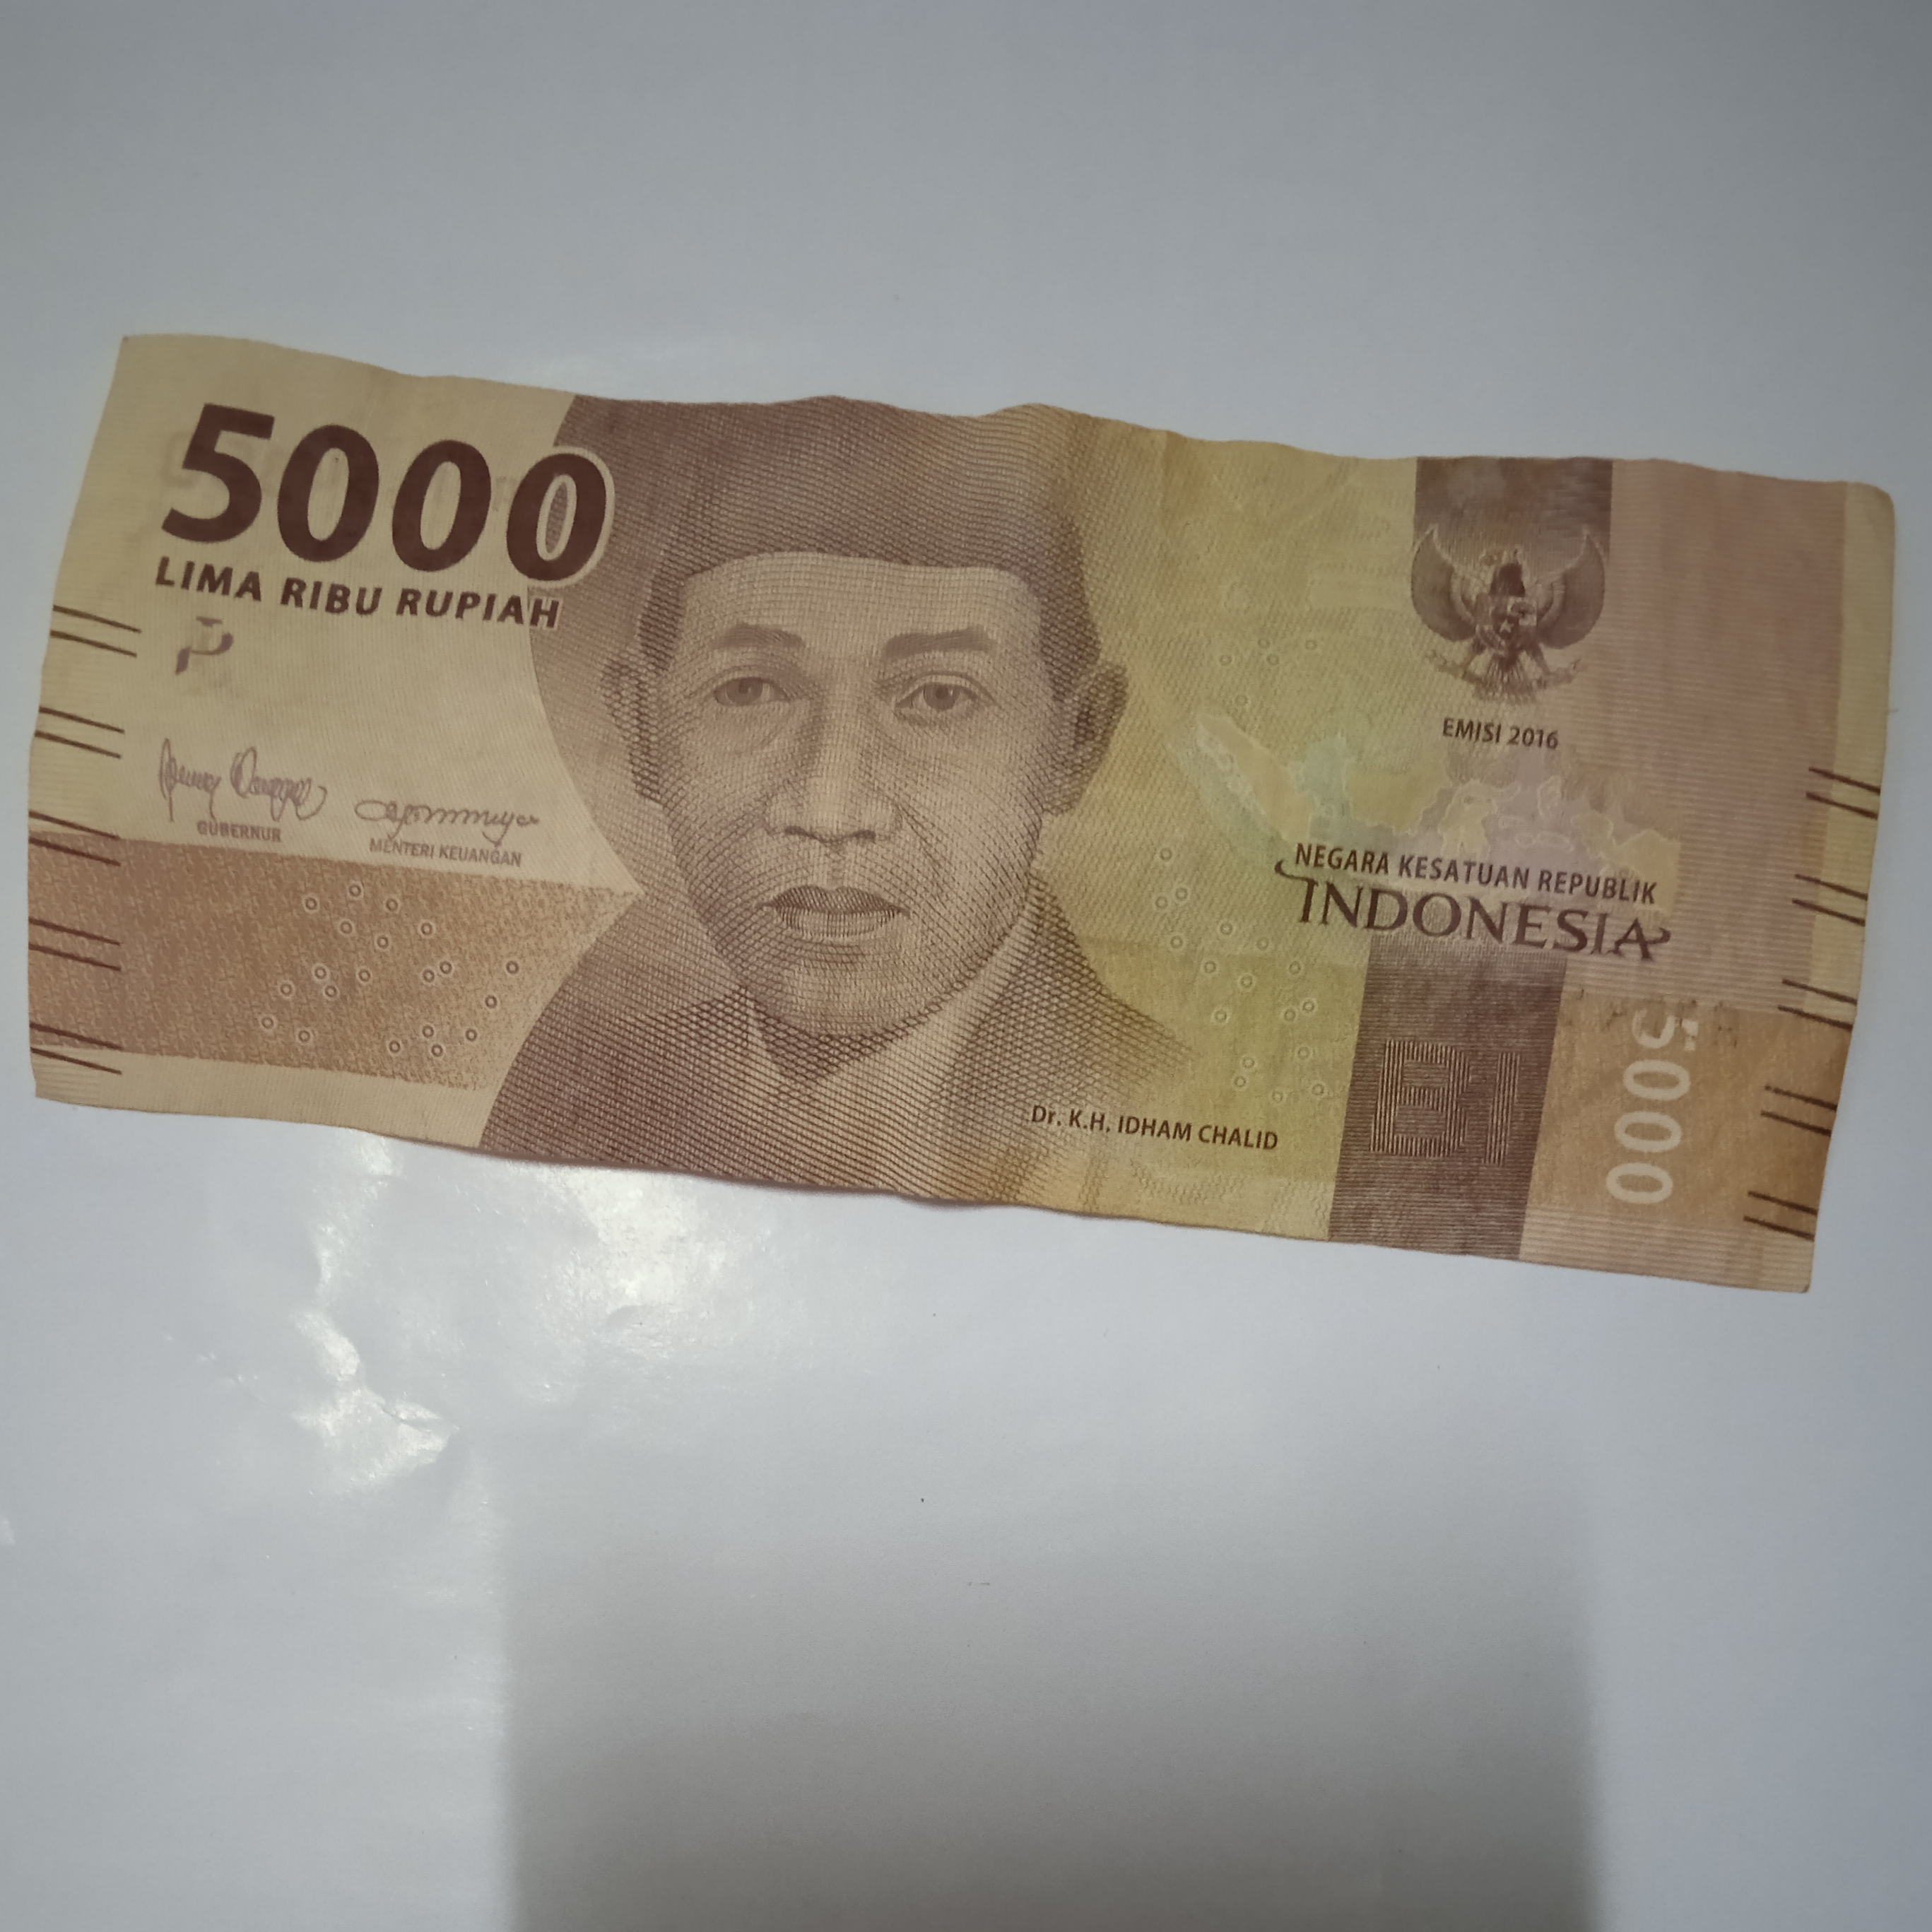 5000
LIMA RIBU RUPIAH
GUBERNUR
MENTERI KEUANGAN
EMISI 2016
NEGARA KESATUAN REPUBLIK
INDONESIA
Dr. K.H. IDHAM CHALID
BI
5000